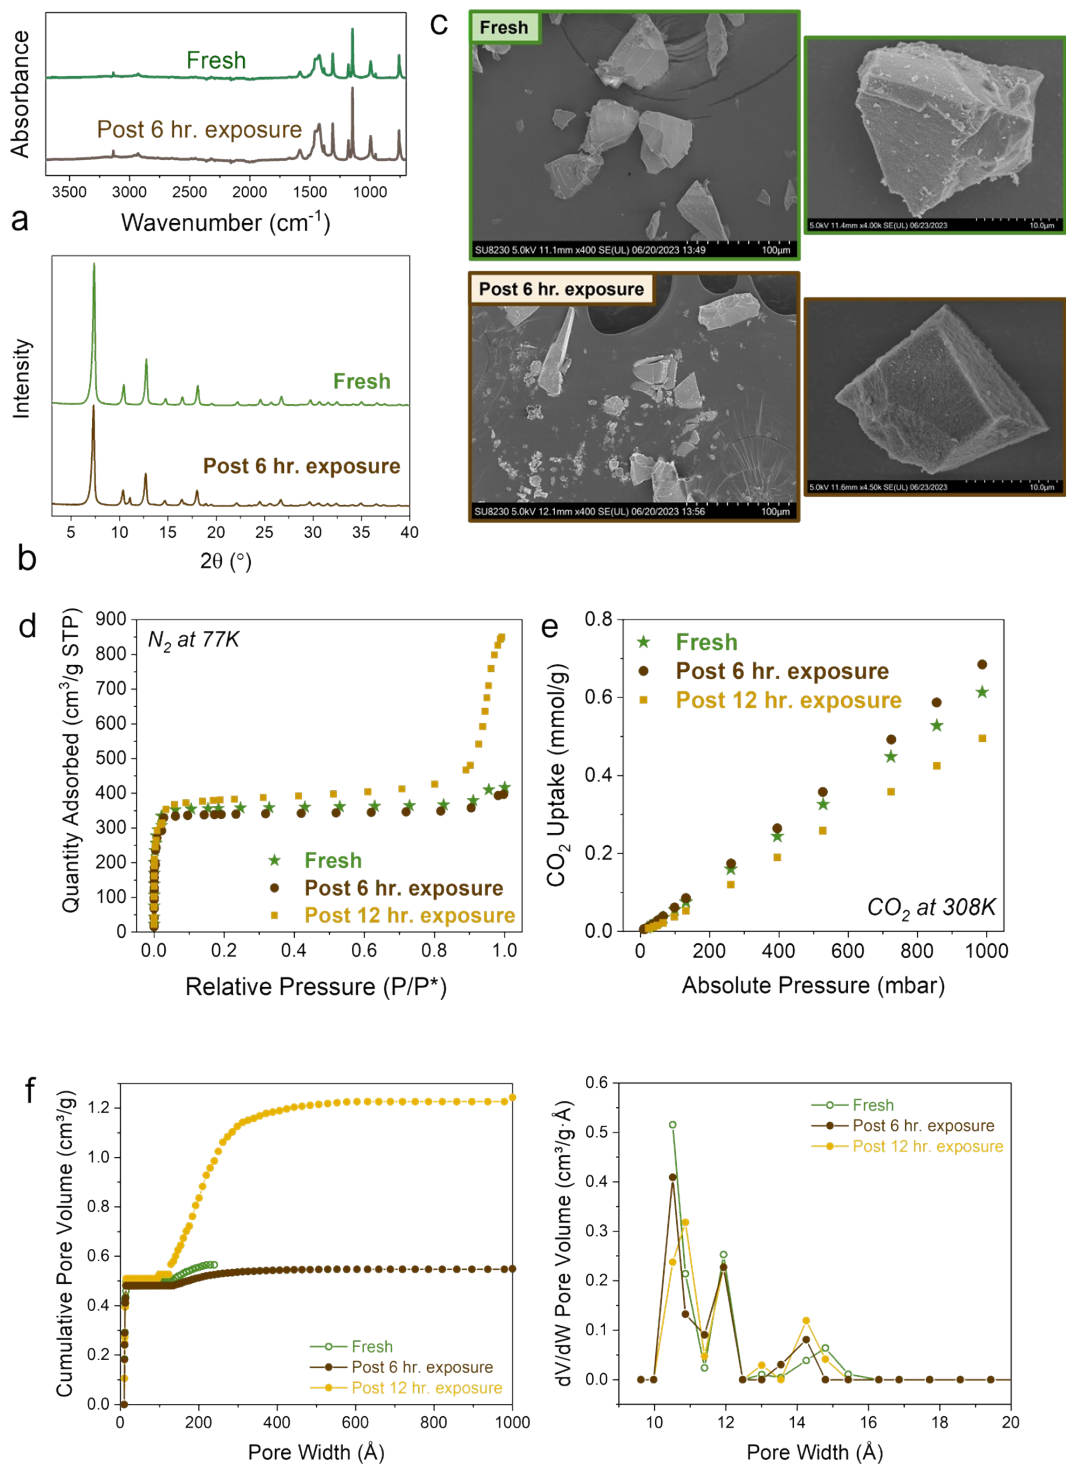 Absorbance
Fresh
Post 6 hr. exposure
3500 3000 2500 2000 1500 1000
Wavenumber (cm⁻¹)
a
Intensity
Fresh
Post 6 hr. exposure
5 10 15 20 25 30 35 40
2θ (°)
b
c
Fresh
SU8230 5.0kV 11.1mm x400 SE(UL) 06/20/2023 13:49 100µm
5.0kV 11.4mm x4.00k SE(UL) 06/23/2023 10.0µm
Post 6 hr. exposure
SU8230 5.0kV 12.1mm x400 SE(UL) 06/20/2023 13:56 100µm
5.0kV 11.6mm x4.50k SE(UL) 06/23/2023 10.0µm
d
Quantity Adsorbed (cm³/g STP)
900
800
700
600
500
400
300
200
100
0
N₂ at 77K
Fresh
Post 6 hr. exposure
Post 12 hr. exposure
0.0 0.2 0.4 0.6 0.8 1.0
Relative Pressure (P/P*)
e
CO₂ Uptake (mmol/g)
0.8
0.6
0.4
0.2
0.0
Fresh
Post 6 hr. exposure
Post 12 hr. exposure
CO₂ at 308K
0 200 400 600 800 1000
Absolute Pressure (mbar)
f
Cumulative Pore Volume (cm³/g)
1.2
1.0
0.8
0.6
0.4
0.2
0.0
Fresh
Post 6 hr. exposure
Post 12 hr. exposure
0 200 400 600 800 1000
Pore Width (Å)
dV/dW Pore Volume (cm³/g·Å)
0.6
0.5
0.4
0.3
0.2
0.1
0.0
Fresh
Post 6 hr. exposure
Post 12 hr. exposure
10 12 14 16 18 20
Pore Width (Å)